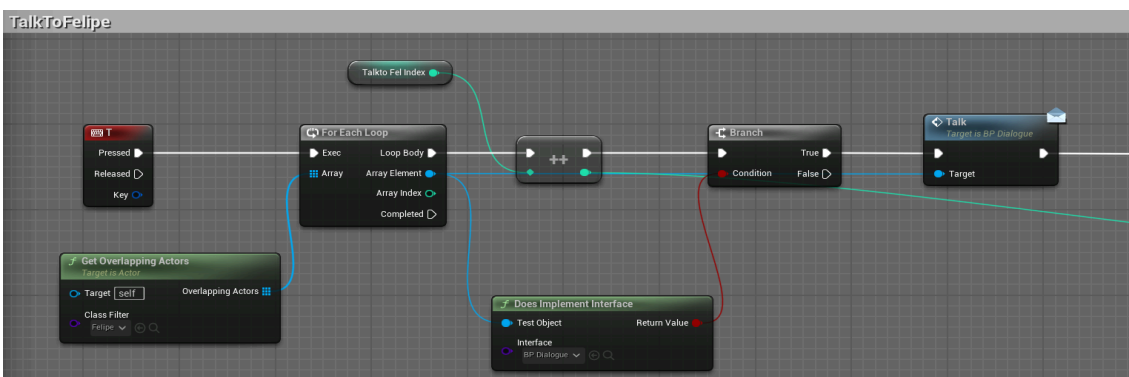 TalkToFelipe
Talkto Fel Index
T
Pressed
Released
Key
For Each Loop
Exec
Loop Body
Array
Array Element
Array Index
Completed
++
Branch
True
Condition
False
Talk
Target is BP Dialogue
Target
f Get Overlapping Actors
Target is Actor
Target self
Overlapping Actors
Class Filter
Felipe
f Does Implement Interface
Test Object
Return Value
Interface
BP Dialogue